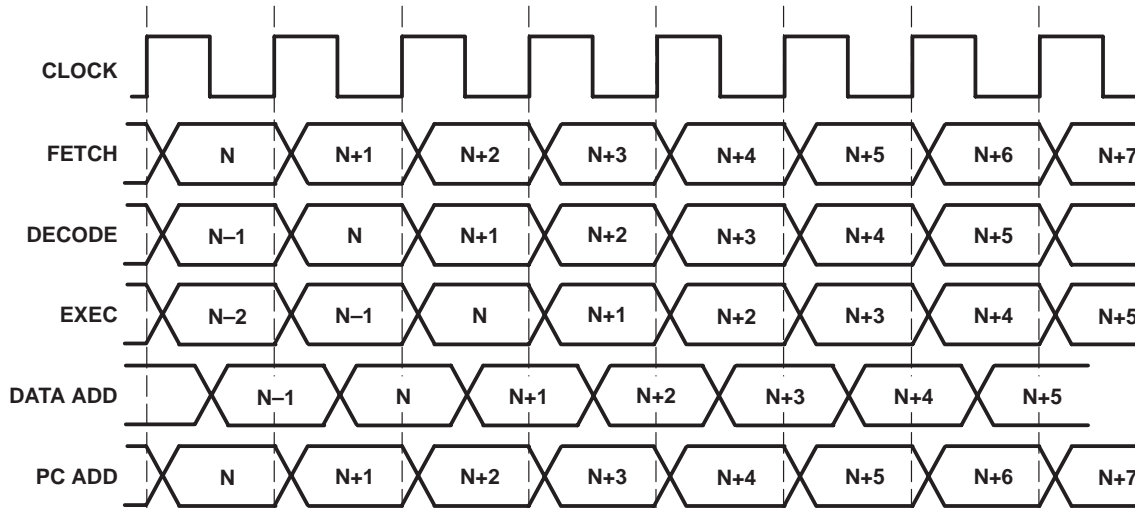 CLOCK
FETCH N N+1 N+2 N+3 N+4 N+5 N+6 N+7
DECODE N–1 N N+1 N+2 N+3 N+4 N+5
EXEC N–2 N–1 N N+1 N+2 N+3 N+4 N+5
DATA ADD N–1 N N+1 N+2 N+3 N+4 N+5
PC ADD N N+1 N+2 N+3 N+4 N+5 N+6 N+7